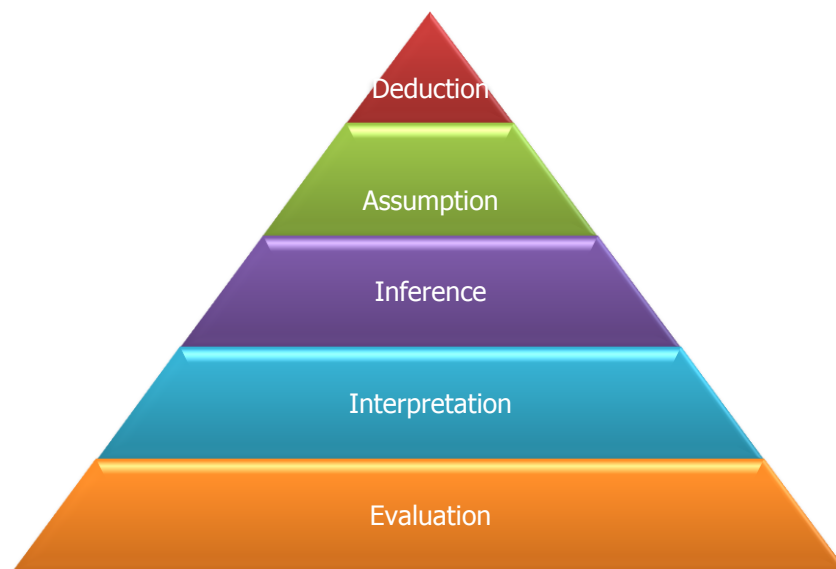 Deduction
Assumption
Inference
Interpretation
Evaluation